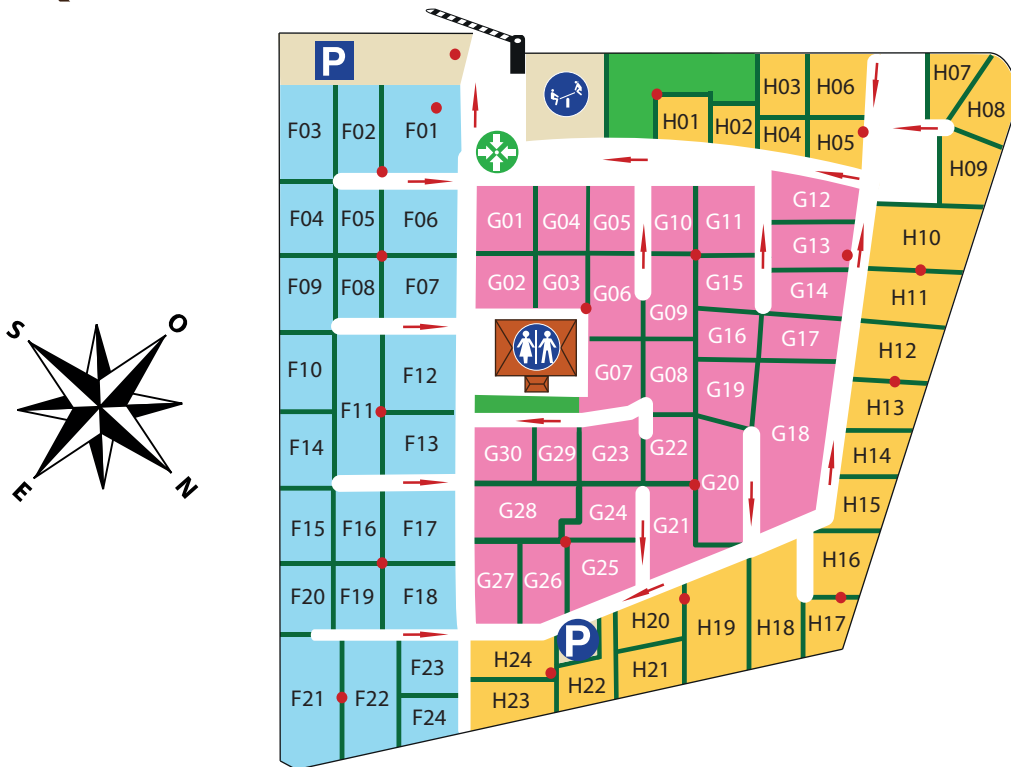 P
H03 H06 H07
H08
F03 F02 F01
H01 H02 H04 H05
H09
G12
F04 F05 F06
G01 G04 G05 G10 G11
G13
H10
F09 F08 F07
G02 G03 G06 G15 G14
H11
S O
G09
G16 G17
H12
F10 F12
G07 G08
G19
H13
F11
F14 F13
G30 G29 G23 G22
G18
H14
E N
G28 G24 G20
H15
F15 F16 F17
G21
G27 G26 G25
H16
F20 F19 F18
H20 H19 H18 H17
P
H24
F23
H21
F21 F22
H23 H22
F24